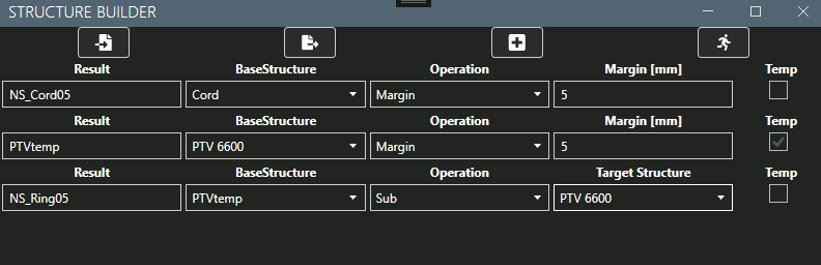 STRUCTURE BUILDER
Result BaseStructure Operation Margin [mm] Temp
NS_Cord05 Cord Margin 5
Result BaseStructure Operation Margin [mm] Temp
PTVtemp PTV 6600 Margin 5
Result BaseStructure Operation Target Structure Temp
NS_Ring05 PTVtemp Sub PTV 6600